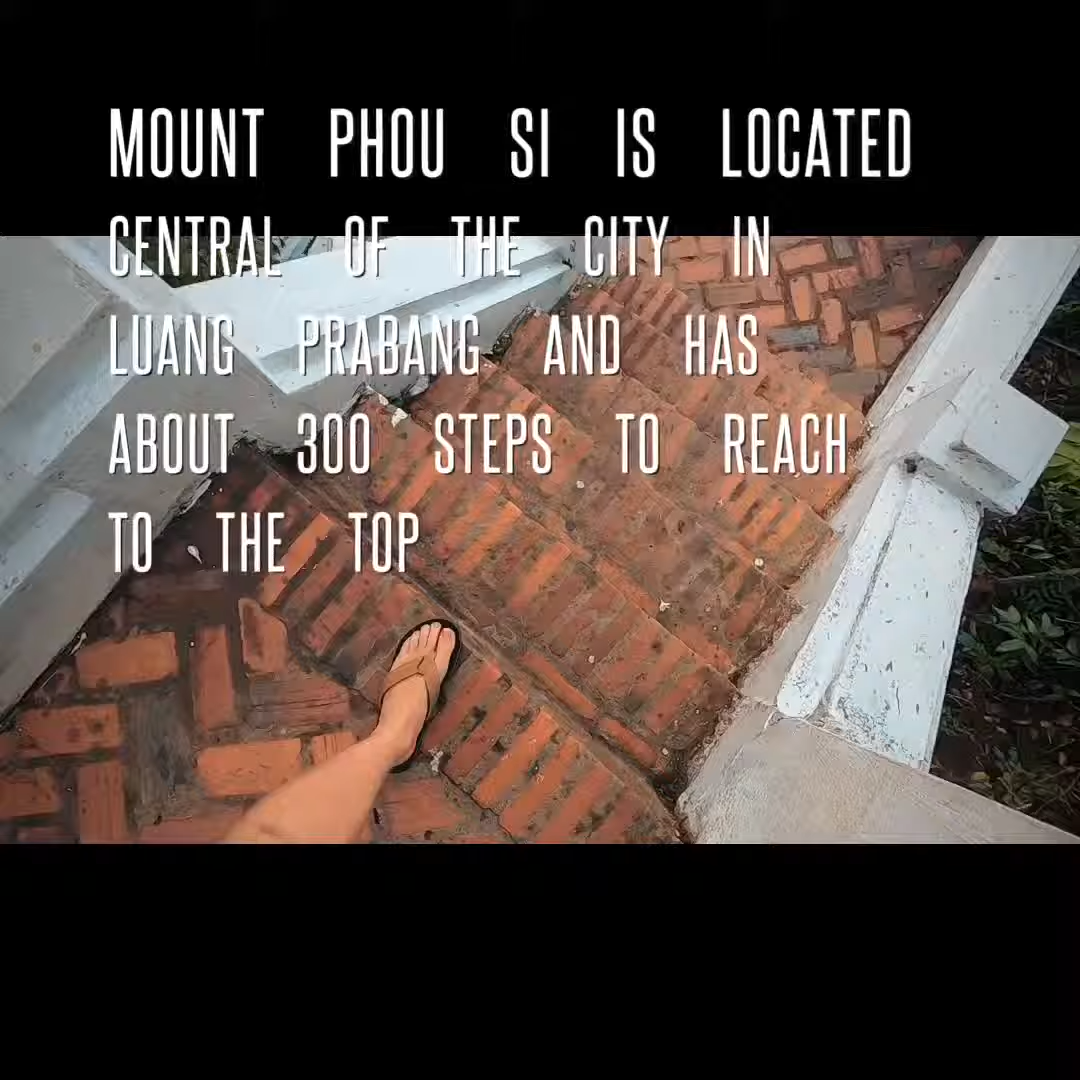 MOUNT PHOU SI IS LOCATED
CENTRAL OF THE CITY IN
LUANG PRABANG AND HAS
ABOUT 300 STEPS TO REACH
TO THE TOP